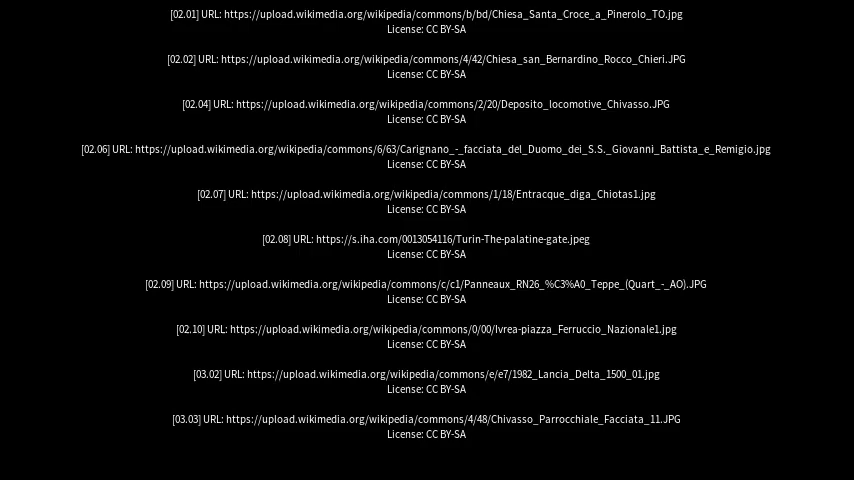 [02.01] URL: https://upload.wikimedia.org/wikipedia/commons/b/bd/Chiesa_Santa_Croce_a_Pinerolo_TO.jpg
License: CC BY-SA
[02.02] URL: https://upload.wikimedia.org/wikipedia/commons/4/42/Chiesa_san_Bernardino_Rocco_Chieri.JPG
License: CC BY-SA
[02.04] URL: https://upload.wikimedia.org/wikipedia/commons/2/20/Deposito_locomotive_Chivasso.JPG
License: CC BY-SA
[02.06] URL: https://upload.wikimedia.org/wikipedia/commons/6/63/Carignano_-_facciata_del_Duomo_dei_S.S._Giovanni_Battista_e_Remigio.jpg
License: CC BY-SA
[02.07] URL: https://upload.wikimedia.org/wikipedia/commons/1/18/Entracque_diga_Chiotas1.jpg
License: CC BY-SA
[02.08] URL: https://s.iha.com/0013054116/Turin-The-palatine-gate.jpeg
License: CC BY-SA
[02.09] URL: https://upload.wikimedia.org/wikipedia/commons/c/c1/Panneaux_RN26_%C3%A0_Teppe_(Quart_-_AO).JPG
License: CC BY-SA
[02.10] URL: https://upload.wikimedia.org/wikipedia/commons/0/00/Ivrea-piazza_Ferruccio_Nazionale1.jpg
License: CC BY-SA
[03.02] URL: https://upload.wikimedia.org/wikipedia/commons/e/e7/1982_Lancia_Delta_1500_01.jpg
License: CC BY-SA
[03.03] URL: https://upload.wikimedia.org/wikipedia/commons/4/48/Chivasso_Parrocchiale_Facciata_11.JPG
License: CC BY-SA